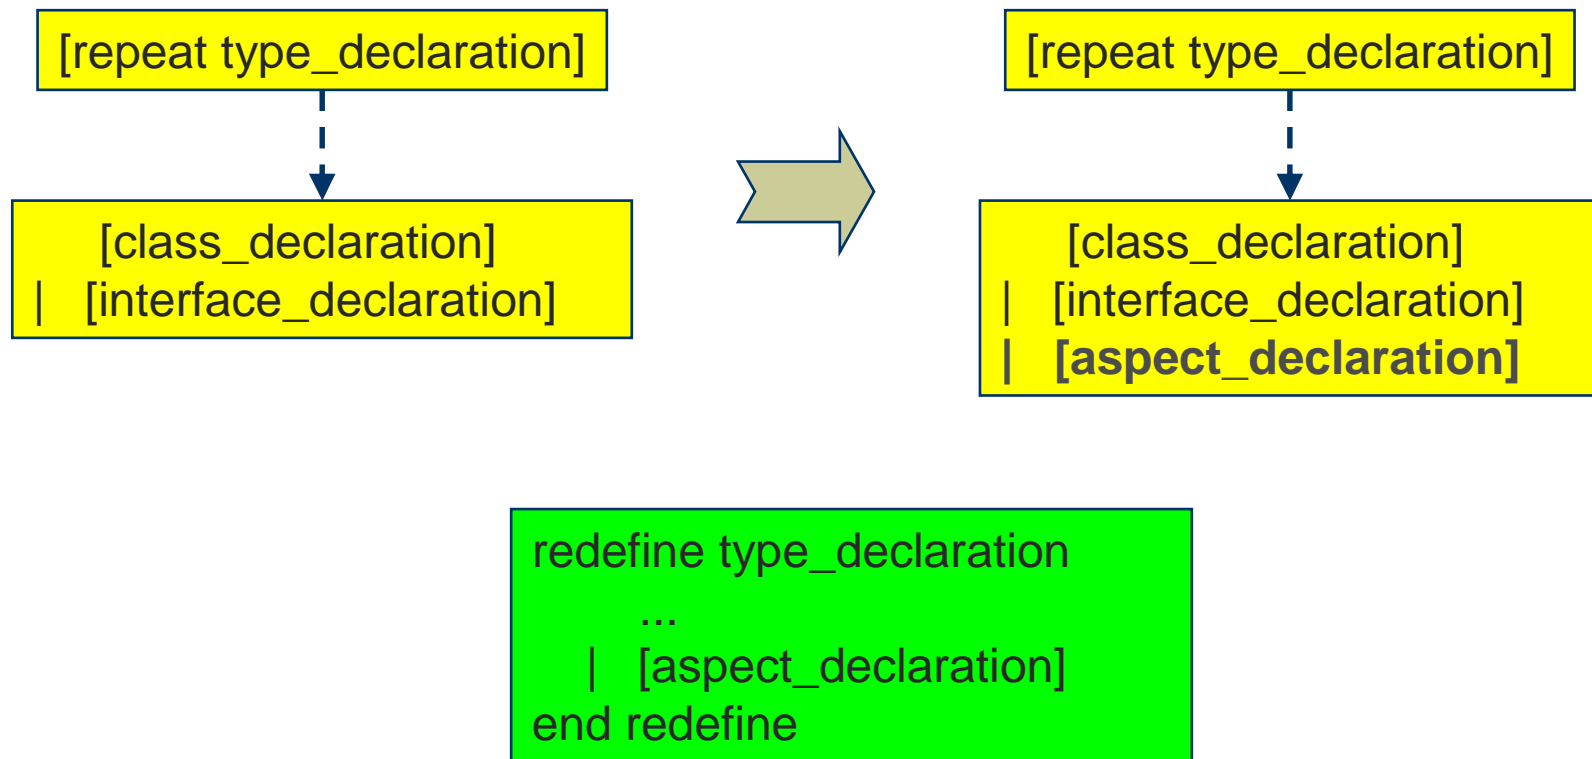 [repeat type_declaration]
[class_declaration]
| [interface_declaration]
[repeat type_declaration]
[class_declaration]
| [interface_declaration]
| [aspect_declaration]
redefine type_declaration
...
| [aspect_declaration]
end redefine